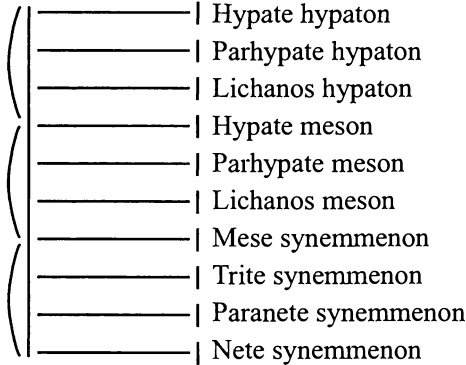 Hypate hypaton
Parhypate hypaton
Lichanos hypaton
Hypate meson
Parhypate meson
Lichanos meson
Mese synemmenon
Trite synemmenon
Paranete synemmenon
Nete synemmenon